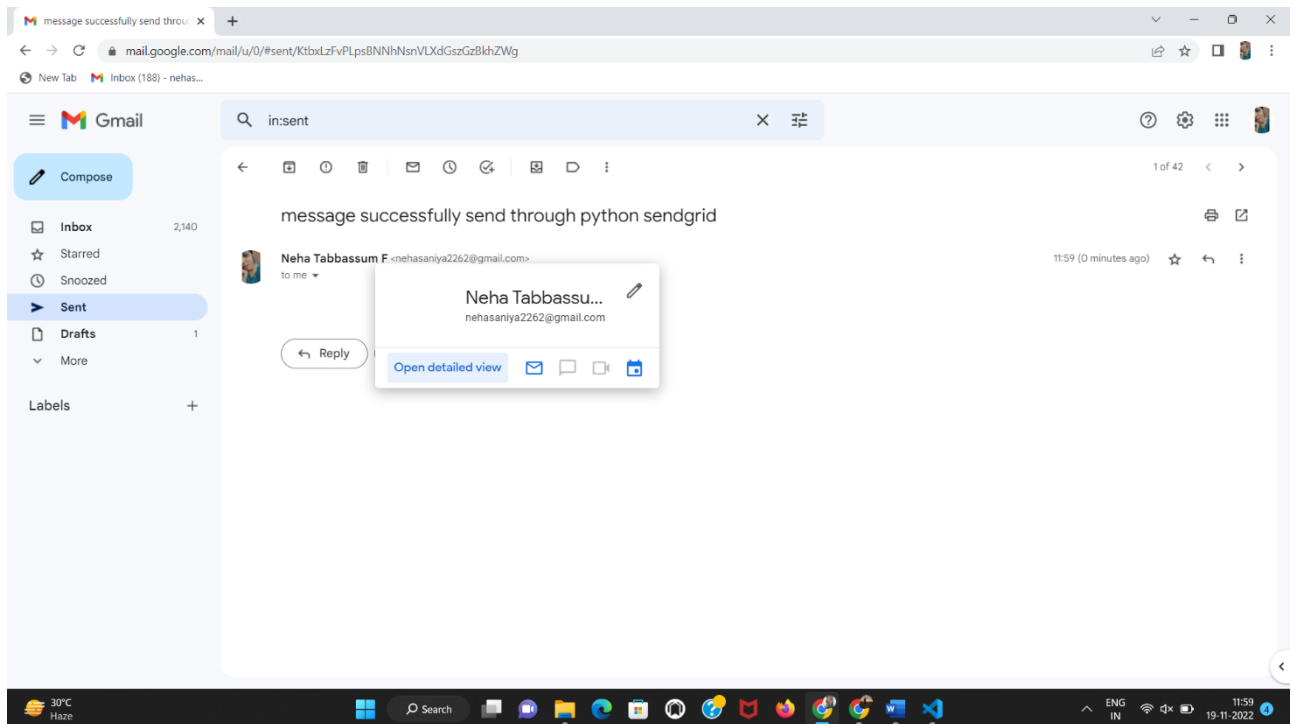 message successfully send throu
mail.google.com/mail/u/0/#sent/KtbxLzFvPLpsBNNhNsnVLXdGszGzBkhZWg
New Tab Inbox (188) - nehas...
Gmail
in:sent
Compose
1 of 42
message successfully send through python sendgrid
Inbox 2,140
Starred
Snoozed
Sent
Drafts 1
More
Labels
Neha Tabbassum F <nehasaniya2262@gmail.com>
11:59 (0 minutes ago)
to me
Neha Tabbassu...
nehasaniya2262@gmail.com
Reply
Open detailed view
30°C
Haze
Search
ENG
IN
11:59
19-11-2022
4